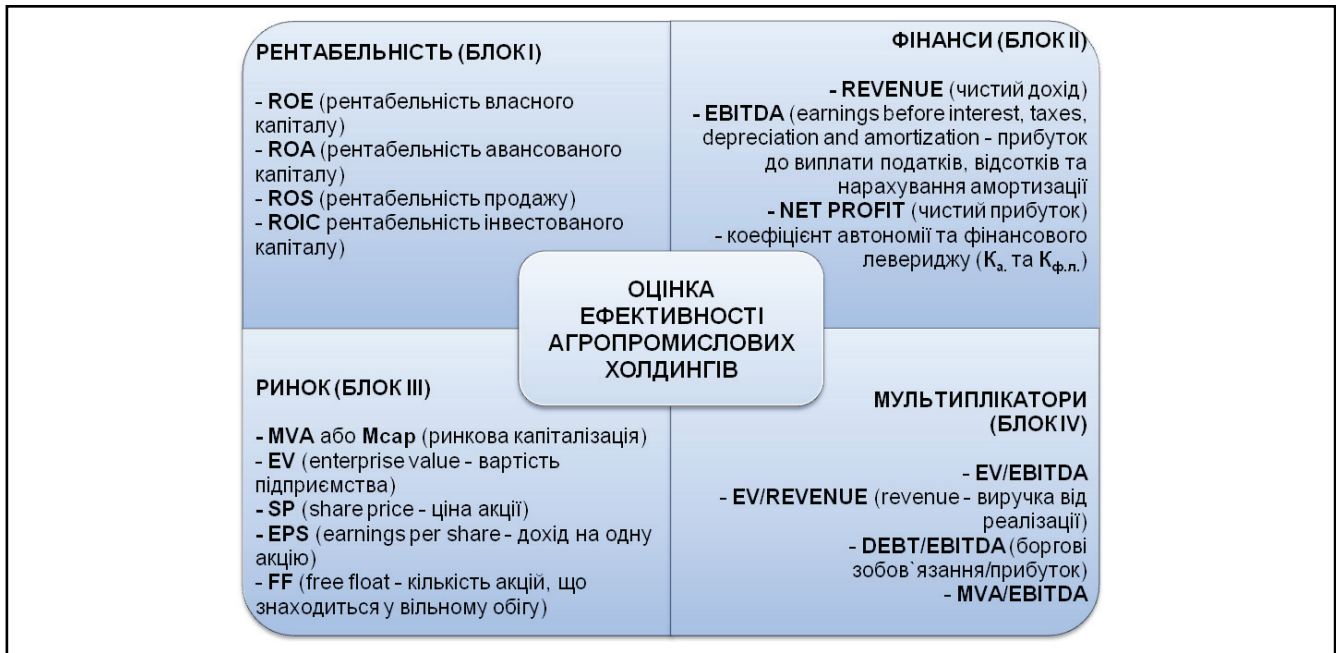 РЕНТАБЕЛЬНІСТЬ (БЛОК I)
- ROE (рентабельність власного
капіталу)
- ROA (рентабельність авансованого
капіталу)
- ROS (рентабельність продажу)
- ROIC рентабельність інвестованого
капіталу)
ФІНАНСИ (БЛОК II)
- REVENUE (чистий дохід)
- EBITDA (earnings before interest, taxes,
depreciation and amortization - прибуток
до виплати податків, відсотків та
нарахування амортизації
- NET PROFIT (чистий прибуток)
- коефіцієнт автономії та фінансового
левериджу (Ка. та Кф.л.)
ОЦІНКА
ЕФЕКТИВНОСТІ
АГРОПРОМИСЛОВИХ
ХОЛДИНГІВ
РИНОК (БЛОК III)
- MVA або Mcap (ринкова капіталізація)
- EV (enterprise value - вартість
підприємства)
- SP (share price - ціна акції)
- EPS (earnings per share - дохід на одну
акцію)
- FF (free float - кількість акцій, що
знаходиться у вільному обігу)
МУЛЬТИПЛІКАТОРИ
(БЛОК IV)
- EV/EBITDA
- EV/REVENUE (revenue - виручка від
реалізації)
- DEBT/EBITDA (боргові
зобов`язання/прибуток)
- MVA/EBITDA